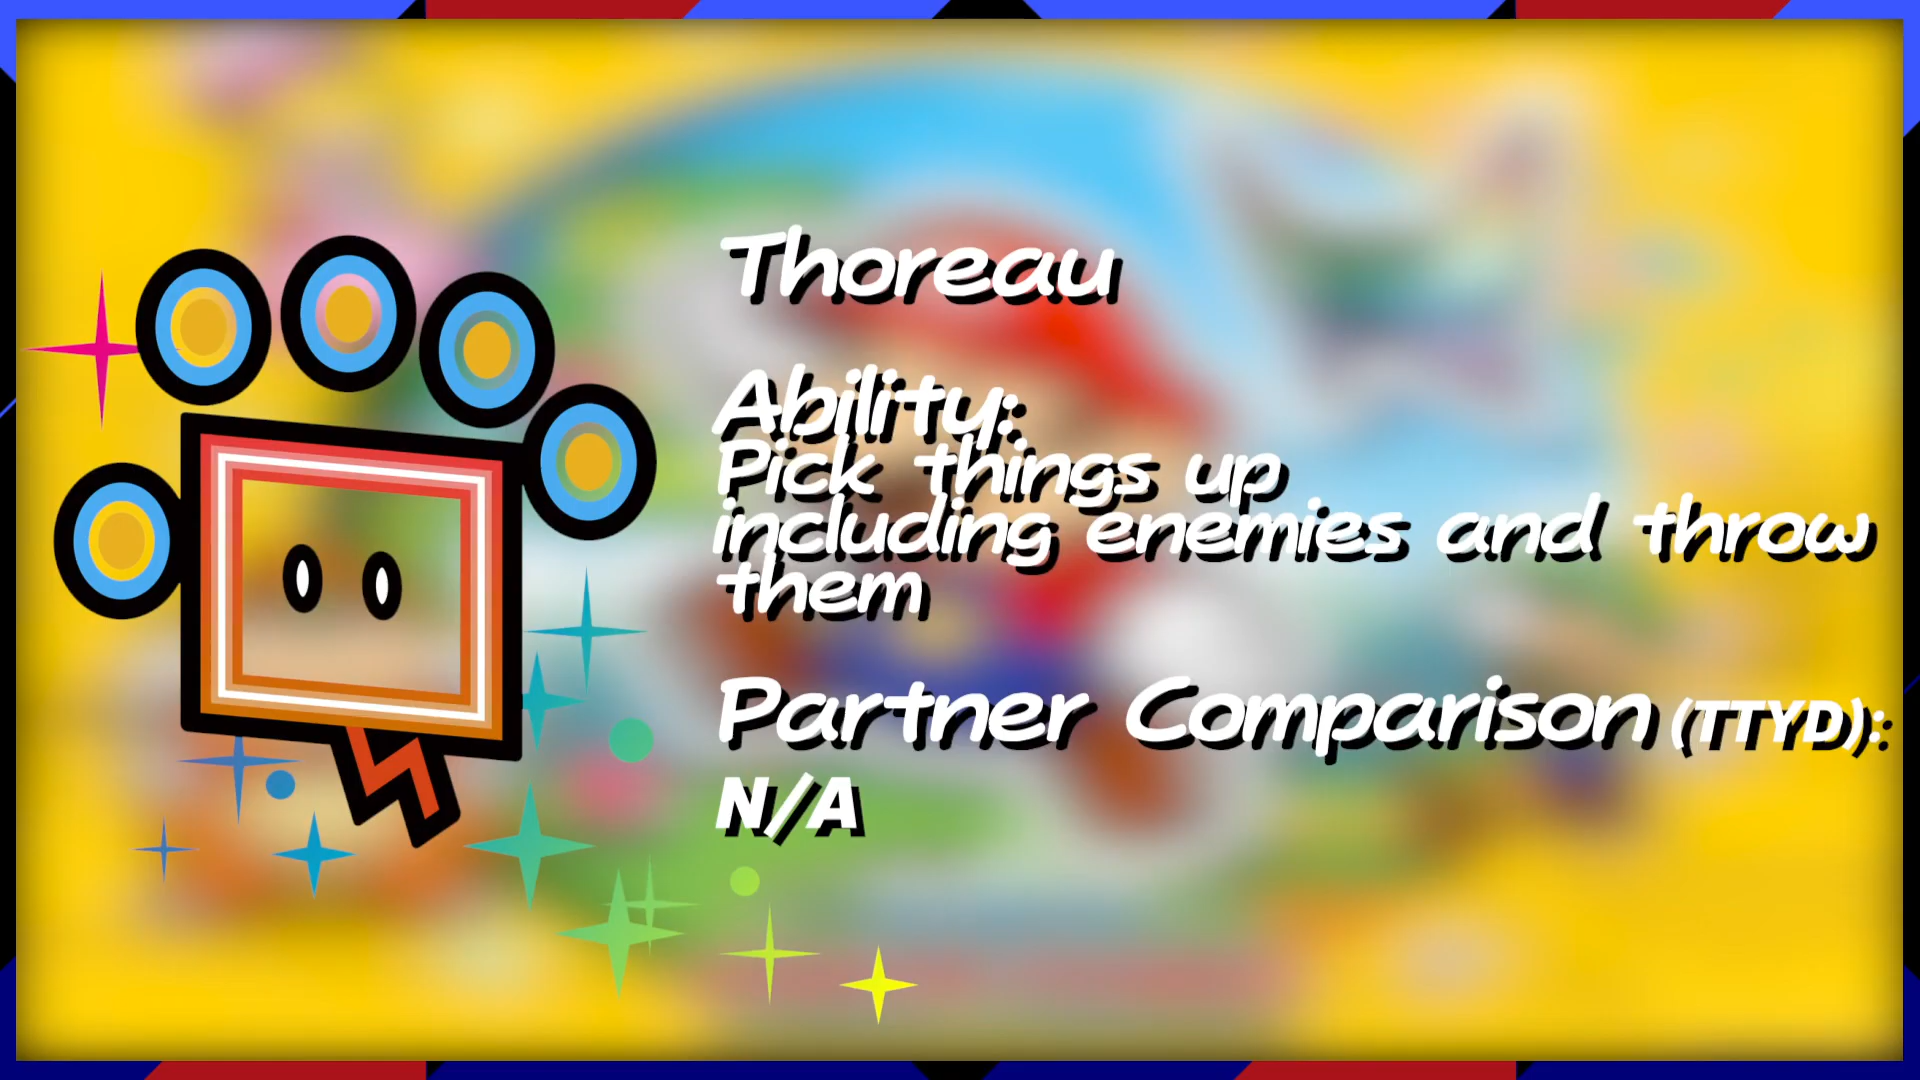 Thoreau
Ability:
Pick things up
including enemies and throw
them
Partner Comparison (TTYD):
N/A